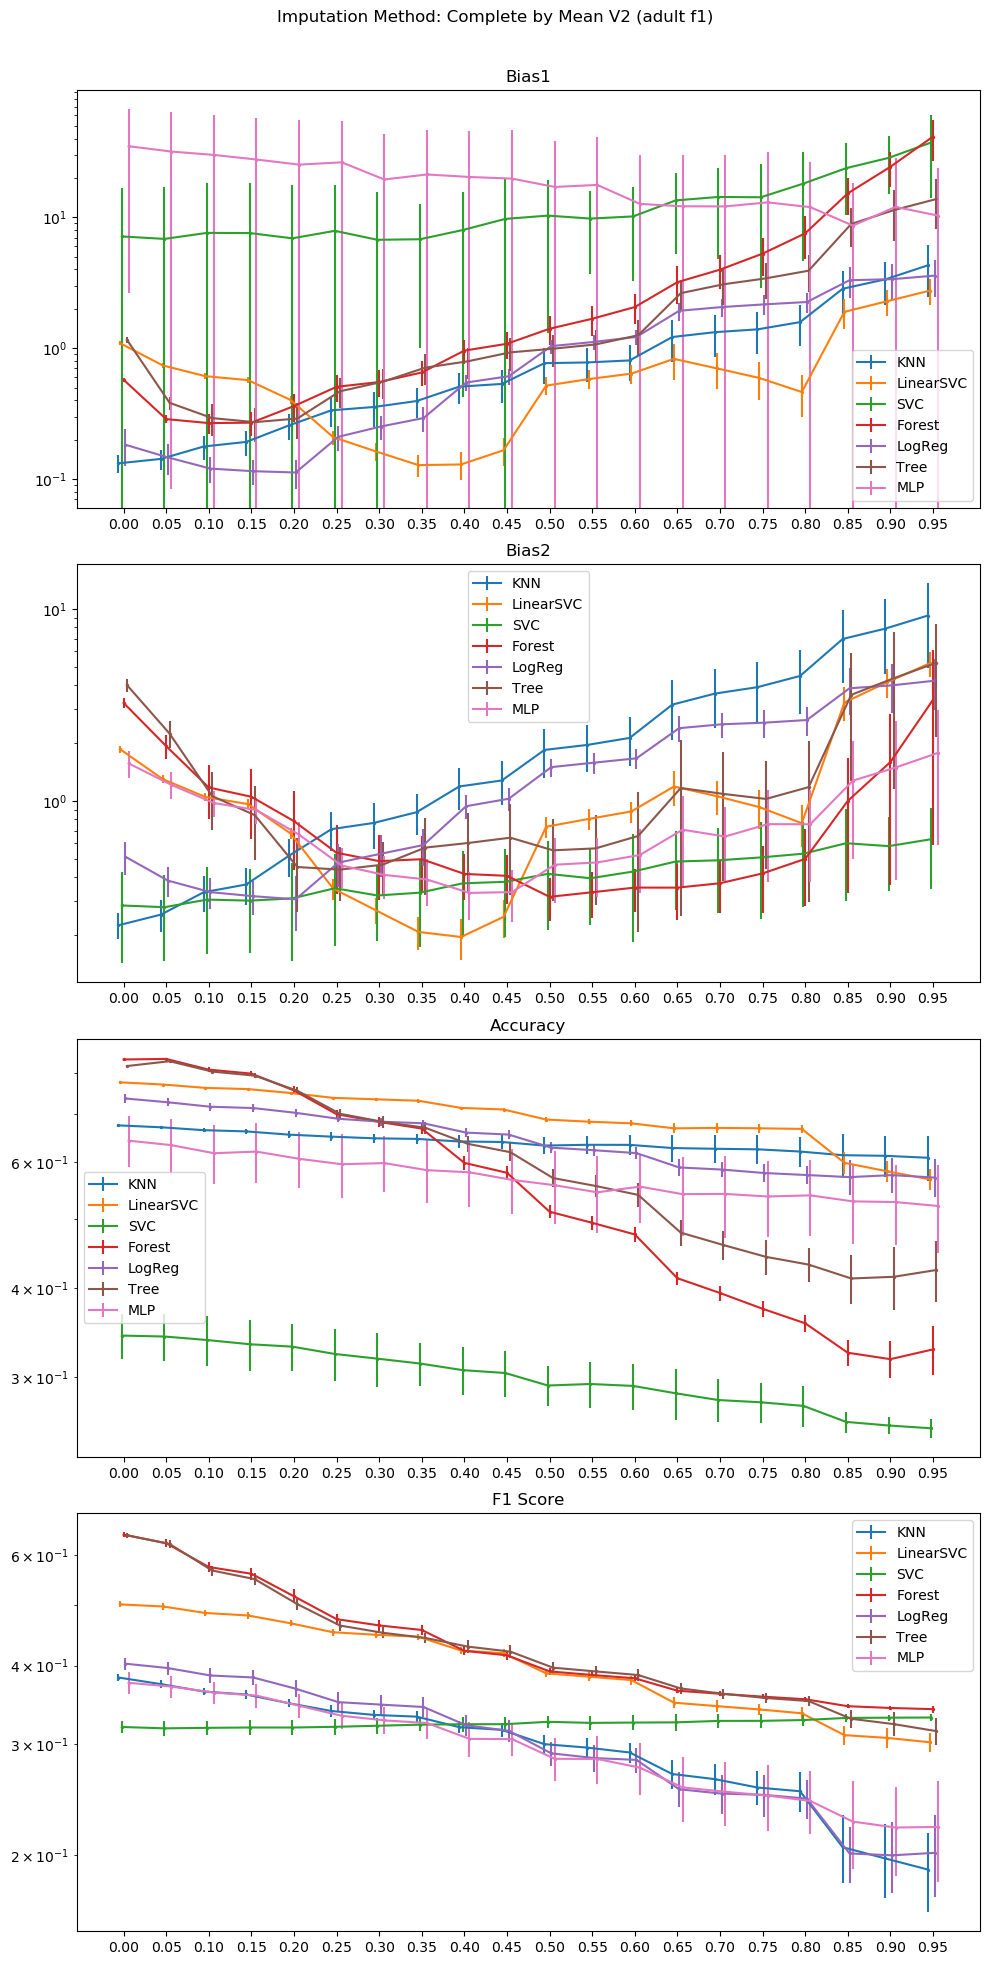 Imputation Method: Complete by Mean V2 (adult f1)
Bias1
10^1
10^0
10^-1
KNN
LinearSVC
SVC
Forest
LogReg
Tree
MLP
0.00 0.05 0.10 0.15 0.20 0.25 0.30 0.35 0.40 0.45 0.50 0.55 0.60 0.65 0.70 0.75 0.80 0.85 0.90 0.95
Bias2
10^1
10^0
KNN
LinearSVC
SVC
Forest
LogReg
Tree
MLP
0.00 0.05 0.10 0.15 0.20 0.25 0.30 0.35 0.40 0.45 0.50 0.55 0.60 0.65 0.70 0.75 0.80 0.85 0.90 0.95
Accuracy
6 × 10^-1
4 × 10^-1
3 × 10^-1
KNN
LinearSVC
SVC
Forest
LogReg
Tree
MLP
0.00 0.05 0.10 0.15 0.20 0.25 0.30 0.35 0.40 0.45 0.50 0.55 0.60 0.65 0.70 0.75 0.80 0.85 0.90 0.95
F1 Score
6 × 10^-1
4 × 10^-1
3 × 10^-1
2 × 10^-1
KNN
LinearSVC
SVC
Forest
LogReg
Tree
MLP
0.00 0.05 0.10 0.15 0.20 0.25 0.30 0.35 0.40 0.45 0.50 0.55 0.60 0.65 0.70 0.75 0.80 0.85 0.90 0.95